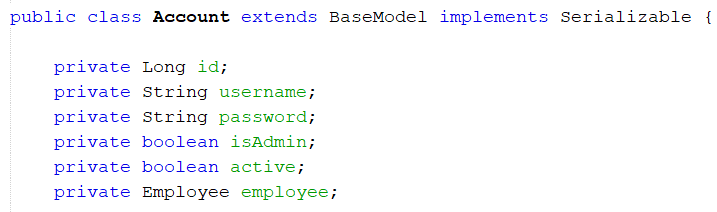 public class Account extends BaseModel implements Serializable {
private Long id;
private String username;
private String password;
private boolean isAdmin;
private boolean active;
private Employee employee;